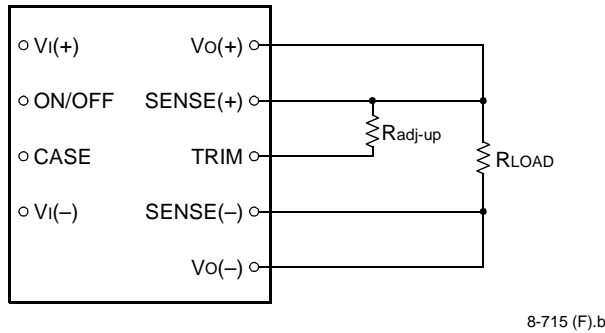 VI(+) VO(+)
ON/OFF SENSE(+)
Radj-up
CASE TRIM
RLOAD
VI(–) SENSE(–)
VO(–)
8-715 (F).b